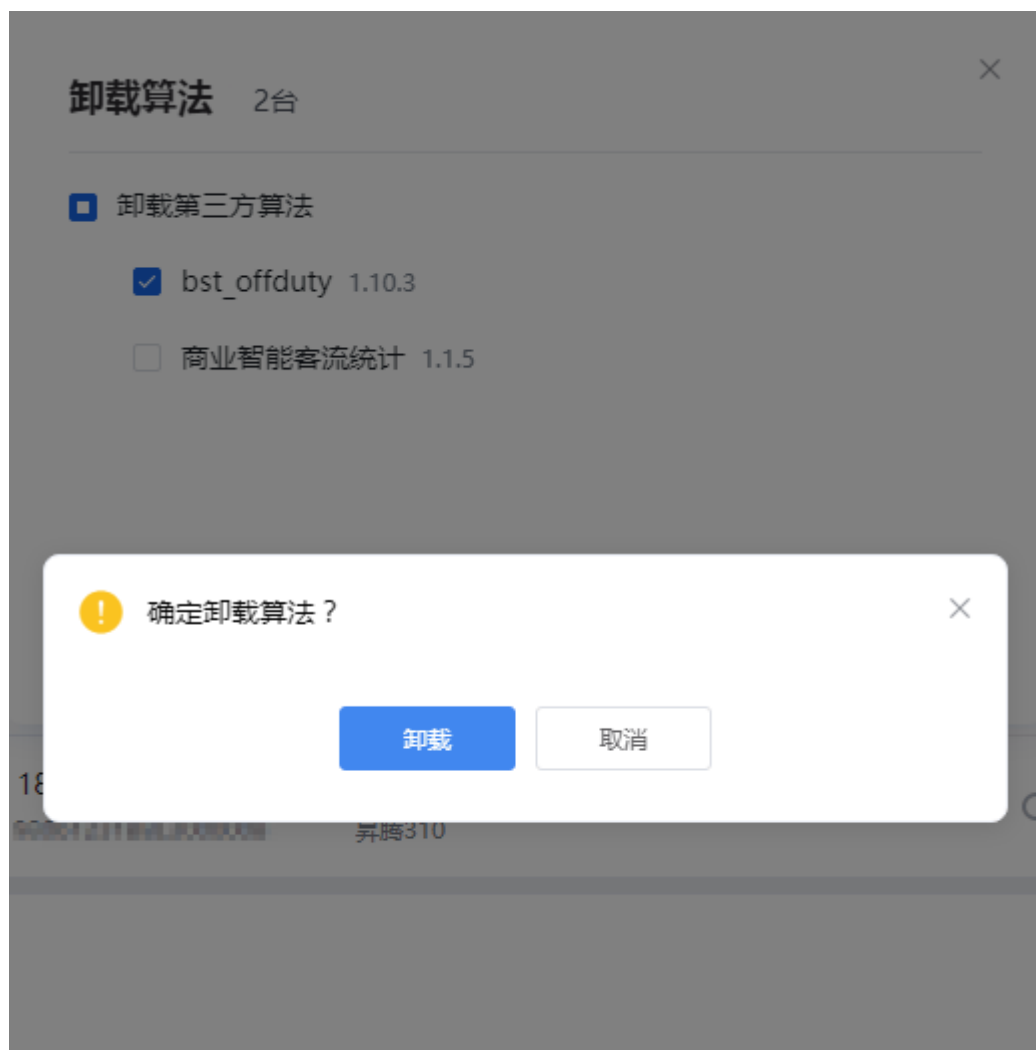 卸载算法 2台
卸载第三方算法
bst_offduty 1.10.3
商业智能客流统计 1.1.5
确定卸载算法？
卸载 取消
昇腾310